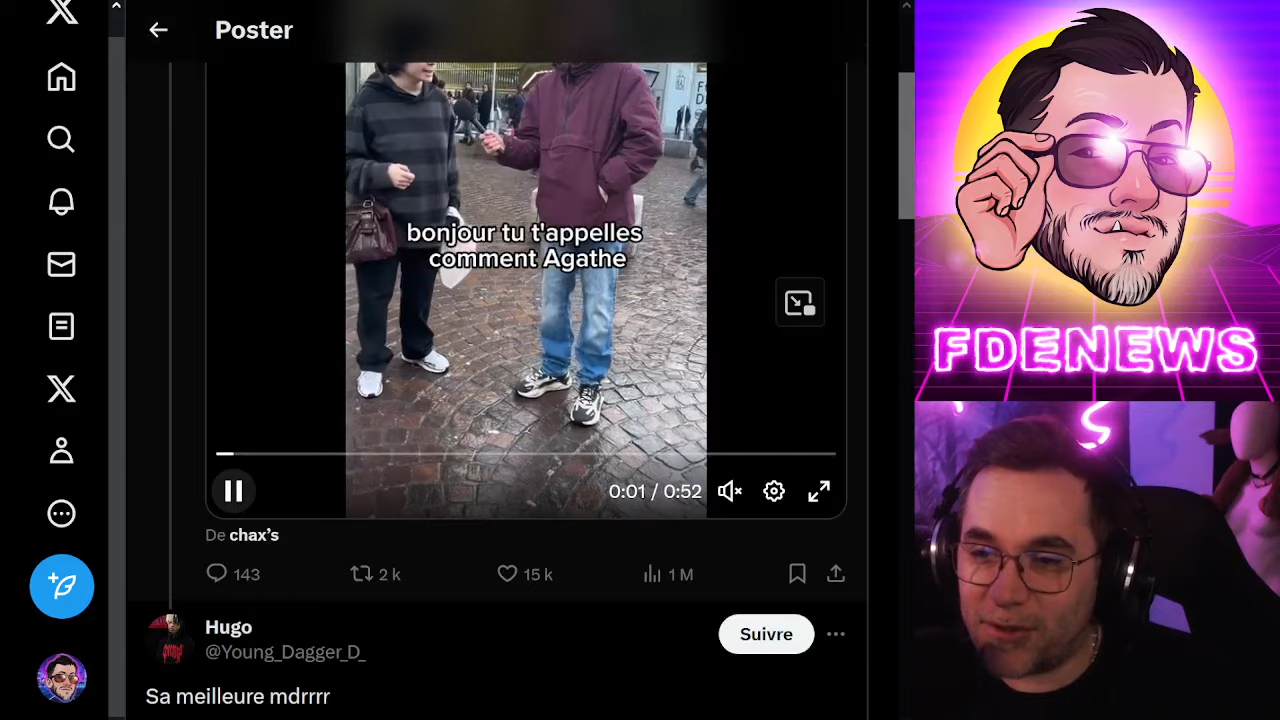 Poster
bonjour tu t'appelles
comment Agathe
0:01 / 0:52
De chax's
143
2 k
15 k
1 M
Hugo
@Young_Dagger_D_
Suivre
Sa meilleure mdrrrr
FDENEWS